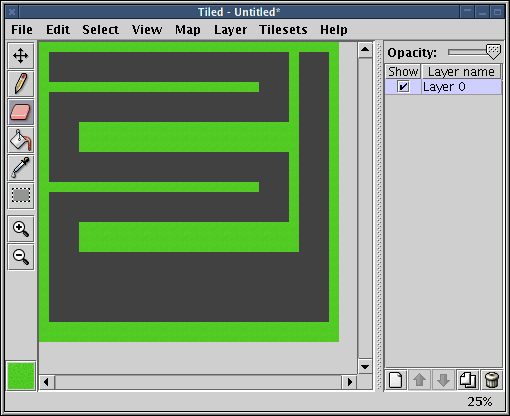 Tiled - Untitled*
File Edit Select View Map Layer Tilesets Help
Opacity:
Show Layer name
Layer 0
25%